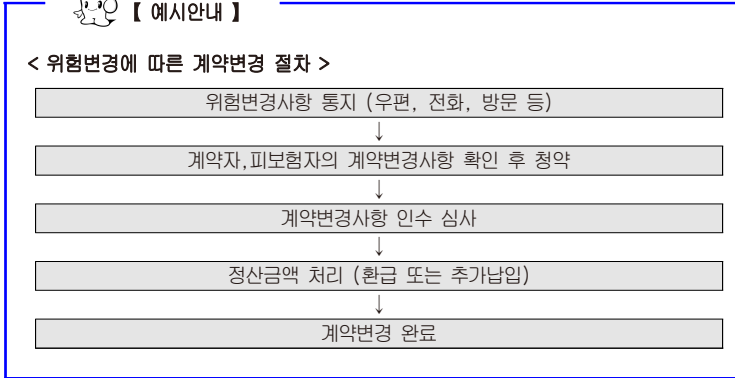 【 예시안내 】
< 위험변경에 따른 계약변경 절차 >
위험변경사항 통지 (우편, 전화, 방문 등)
↓
계약자,피보험자의 계약변경사항 확인 후 청약
↓
계약변경사항 인수 심사
↓
정산금액 처리 (환급 또는 추가납입)
↓
계약변경 완료